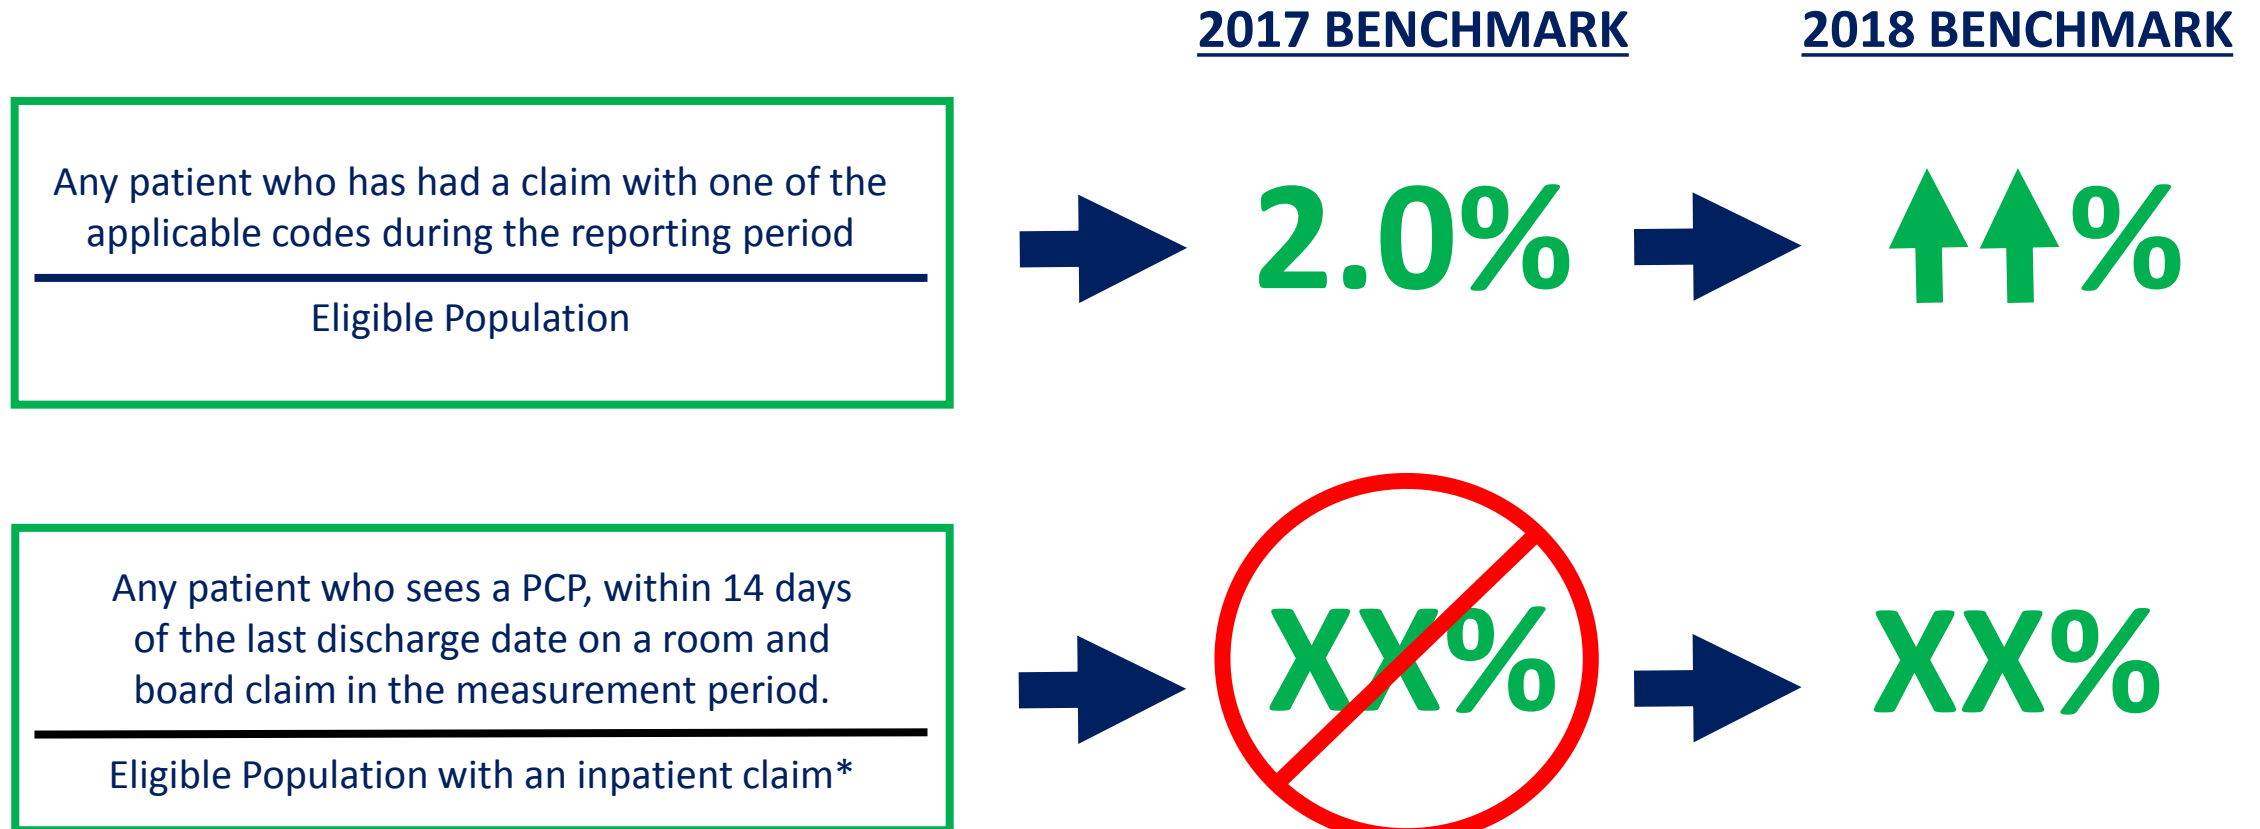 2017 BENCHMARK
2018 BENCHMARK
Any patient who has had a claim with one of the
applicable codes during the reporting period
Eligible Population
2.0%
%
Any patient who sees a PCP, within 14 days
of the last discharge date on a room and
board claim in the measurement period.
Eligible Population with an inpatient claim*
XX%
XX%